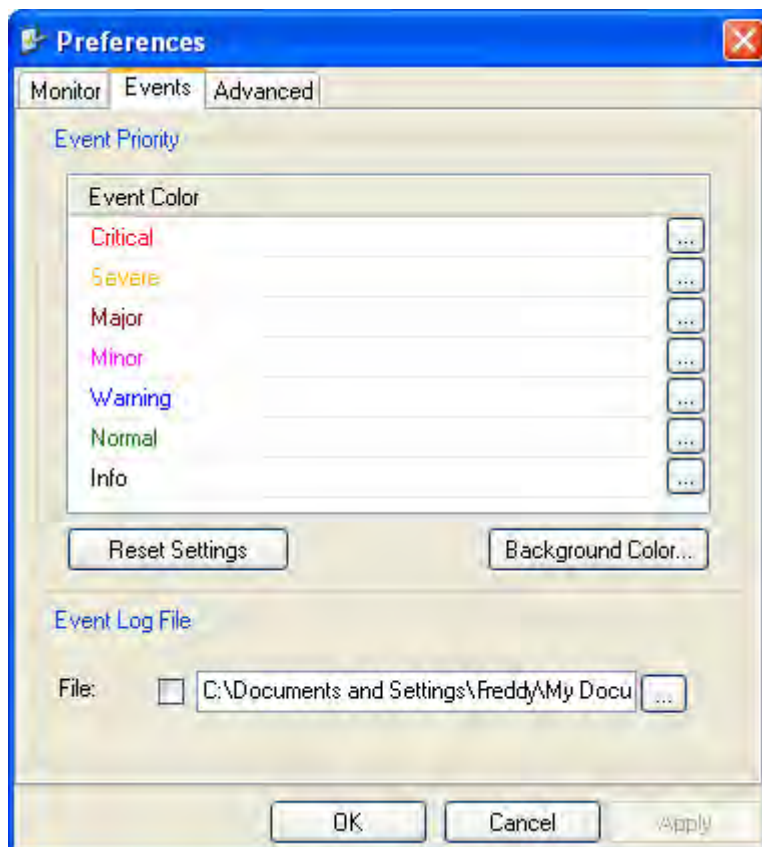 Preferences
Monitor Events Advanced
Event Priority
Event Color
Critical ...
Severe ...
Major ...
Minor ...
Warning ...
Normal ...
Info ...
Reset Settings Background Color...
Event Log File
File: C:\Documents and Settings\Freddy\My Docu ...
OK Cancel Apply